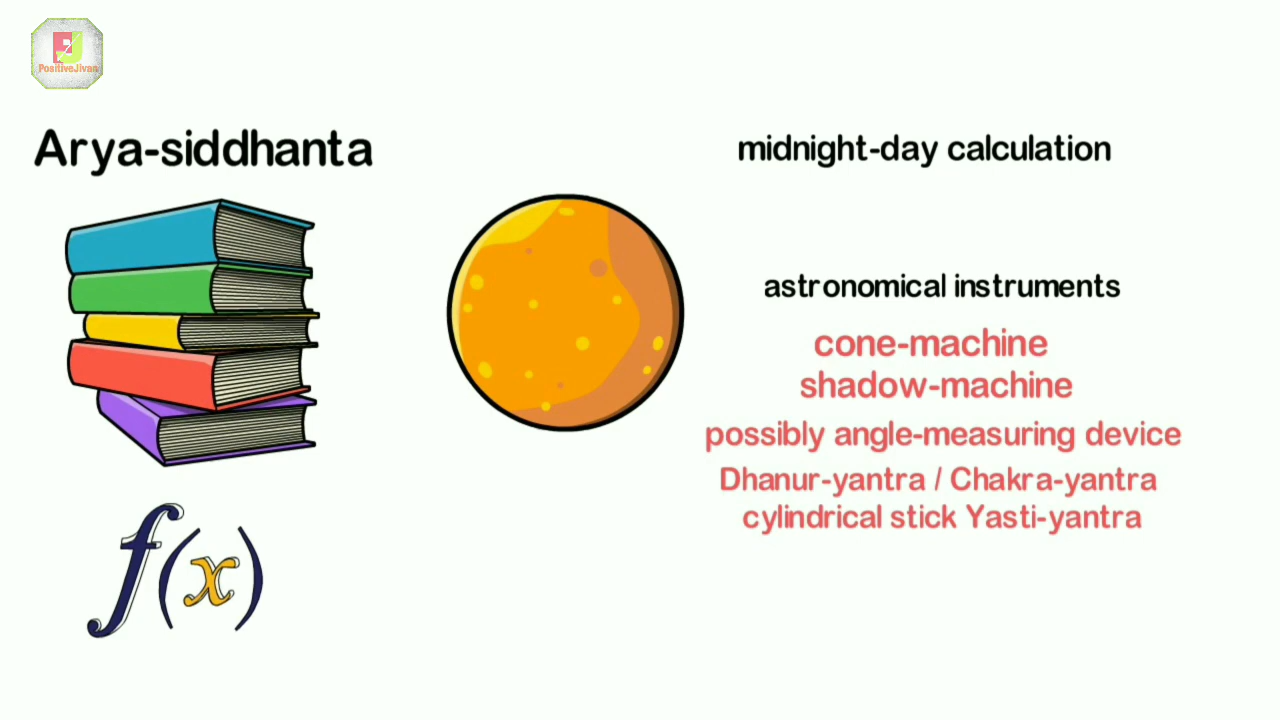 PositiveJivan
Arya-siddhanta
f(x)
midnight-day calculation
astronomical instruments
cone-machine
shadow-machine
possibly angle-measuring device
Dhanur-yantra / Chakra-yantra
cylindrical stick Yasti-yantra